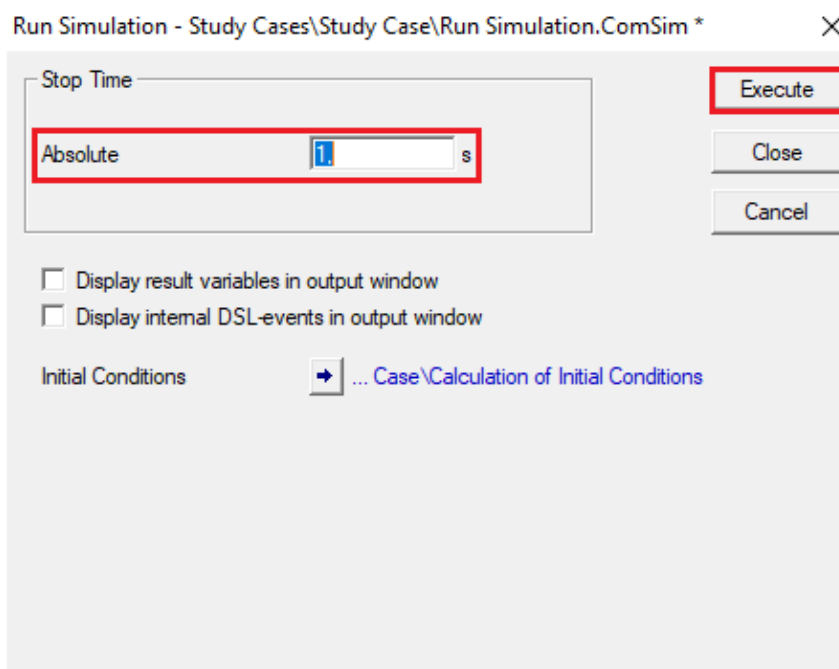 Run Simulation - Study Cases\Study Case\Run Simulation.ComSim *
Stop Time
Execute
Absolute 1, s
Close
Cancel
Display result variables in output window
Display internal DSL-events in output window
Initial Conditions ... Case\Calculation of Initial Conditions